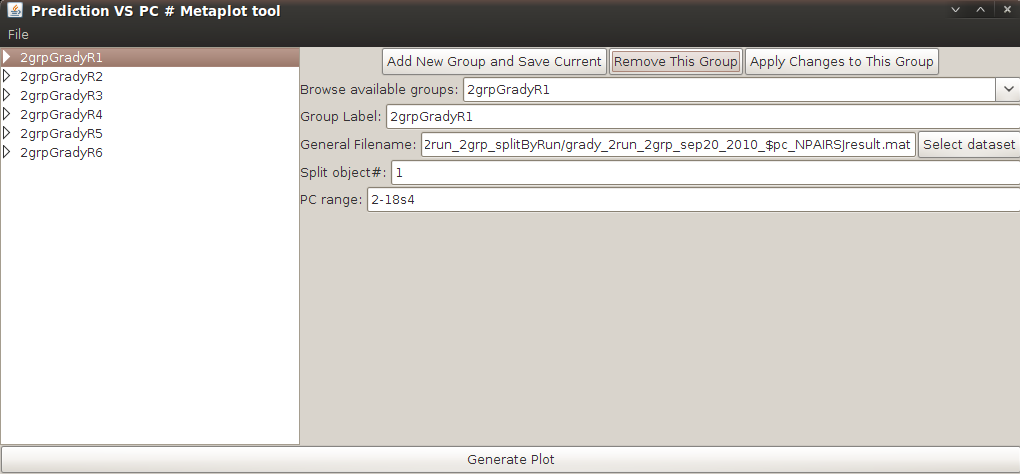 Prediction VS PC # Metaplot tool
File
2grpGradyR1
2grpGradyR2
2grpGradyR3
2grpGradyR4
2grpGradyR5
2grpGradyR6
Add New Group and Save Current Remove This Group Apply Changes to This Group
Browse available groups: 2grpGradyR1
Group Label: 2grpGradyR1
General Filename: 2run_2grp_splitByRun/grady_2run_2grp_sep20_2010_$pc_NPAIRSJresult.mat Select dataset
Split object#: 1
PC range: 2-18s4
Generate Plot